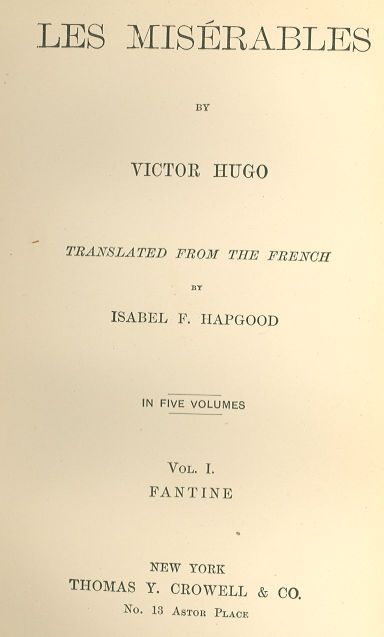 LES MISÉRABLES
BY
VICTOR HUGO
TRANSLATED FROM THE FRENCH
BY
ISABEL F. HAPGOOD
IN FIVE VOLUMES
VOL. I.
FANTINE
NEW YORK
THOMAS Y. CROWELL & CO.
No. 13 ASTOR PLACE